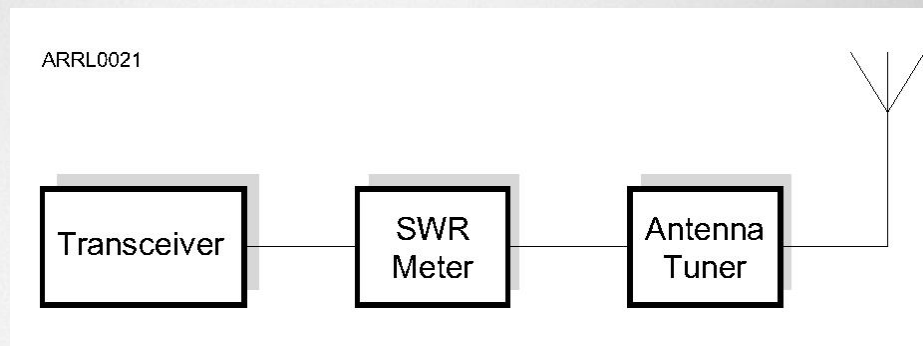 ARRL0021
Transceiver
SWR
Meter
Antenna
Tuner